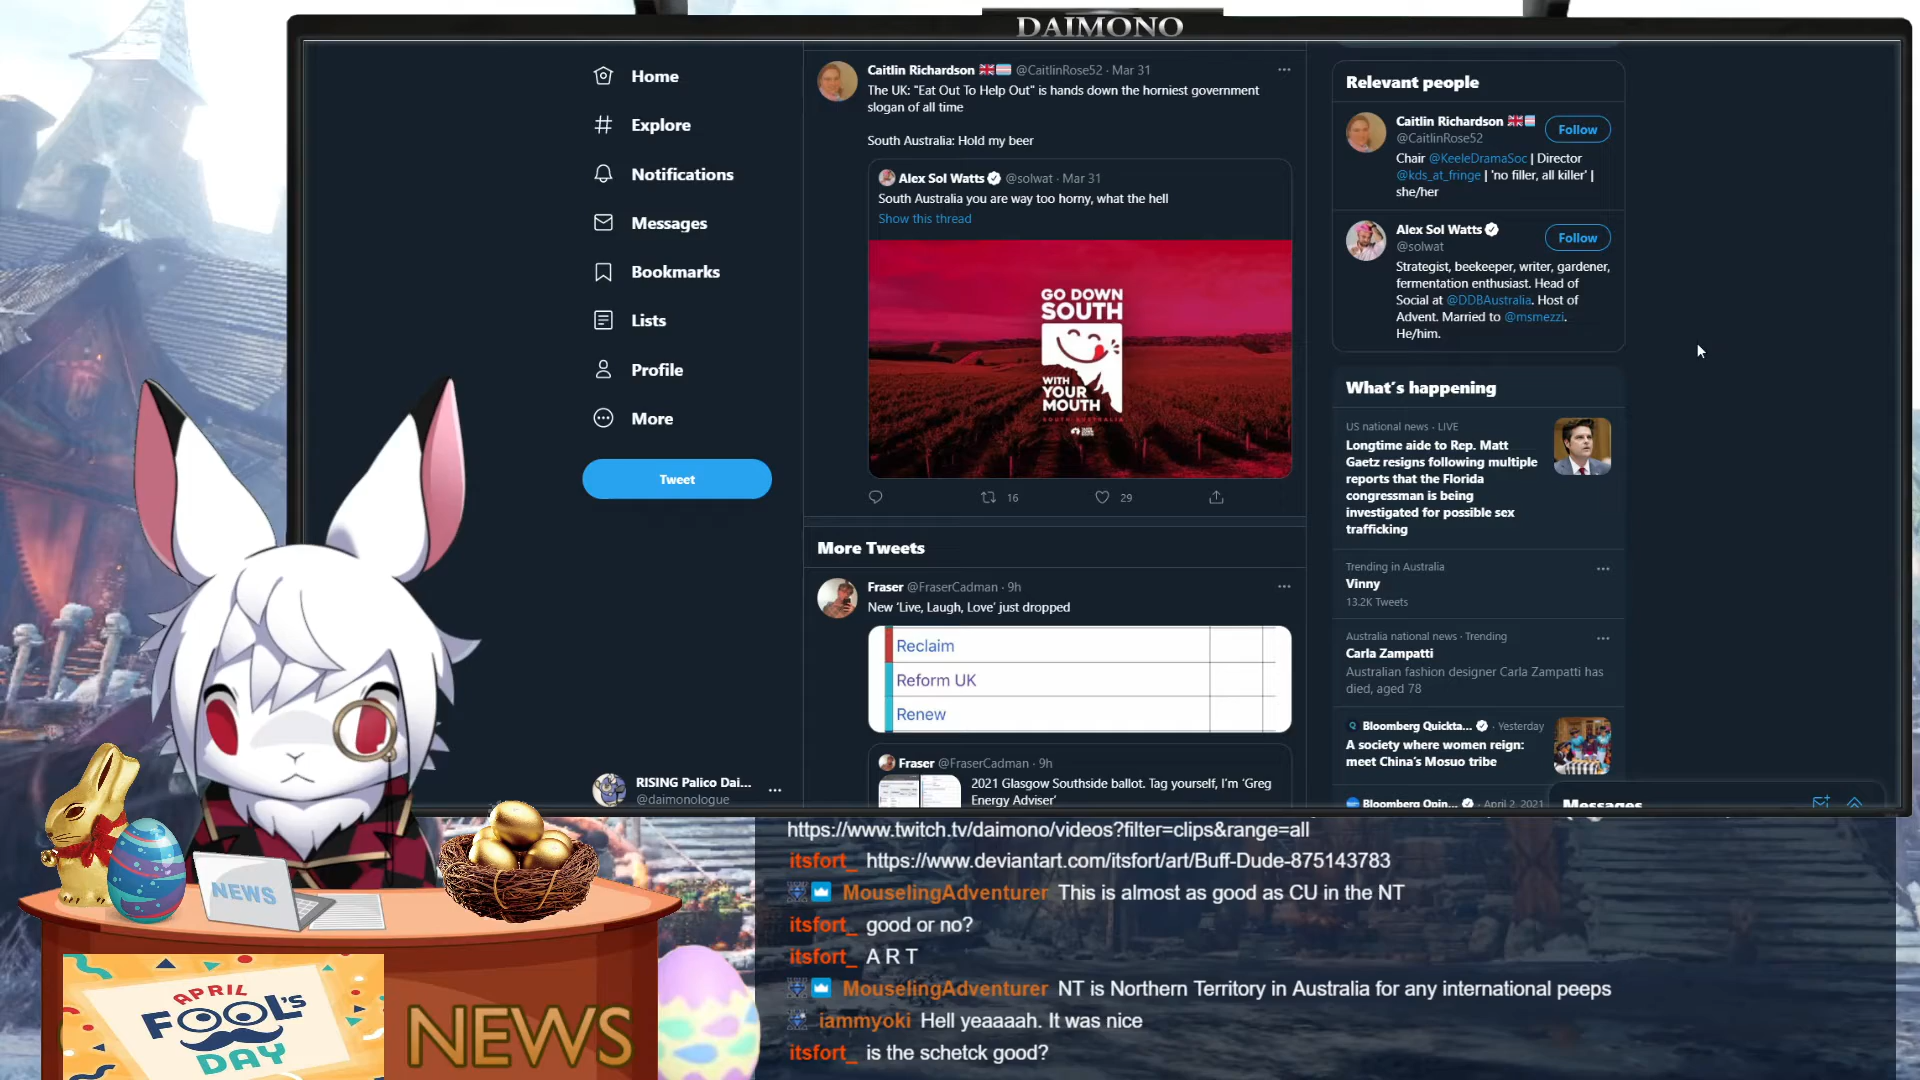 DAIMONO
Home
Explore
Notifications
Messages
Bookmarks
Lists
Profile
More
Tweet
RISING Palico Dai...
@daimonologue
Caitlin Richardson @CaitlinRose52 · Mar 31
The UK: "Eat Out To Help Out" is hands down the horniest government
slogan of all time
South Australia: Hold my beer
Alex Sol Watts @solwat · Mar 31
South Australia you are way too horny, what the hell
Show this thread
GO DOWN
SOUTH
WITH
YOUR
MOUTH
SOUTH AUSTRALIA
16
29
More Tweets
Fraser @FraserCadman · 9h
New ‘Live, Laugh, Love’ just dropped
Reclaim
Reform UK
Renew
Fraser @FraserCadman · 9h
2021 Glasgow Southside ballot. Tag yourself, I’m ‘Greg
Energy Adviser’
Relevant people
Caitlin Richardson
@CaitlinRose52
Follow
Chair @KeeleDramaSoc | Director
@kds_at_fringe | 'no filler, all killer' |
she/her
Alex Sol Watts
@solwat
Follow
Strategist, beekeeper, writer, gardener,
fermentation enthusiast. Head of
Social at @DDBAustralia. Host of
Advent. Married to @msmezzi.
He/him.
What’s happening
US national news · LIVE
Longtime aide to Rep. Matt
Gaetz resigns following multiple
reports that the Florida
congressman is being
investigated for possible sex
trafficking
Trending in Australia
Vinny
13.2K Tweets
Australia national news · Trending
Carla Zampatti
Australian fashion designer Carla Zampatti has
died, aged 78
Bloomberg Quickta... · Yesterday
A society where women reign:
meet China’s Mosuo tribe
Bloomberg Opin... · April 2, 2021
Messages
https://www.twitch.tv/daimono/videos?filter=clips&range=all
itsfort_ https://www.deviantart.com/itsfort/art/Buff-Dude-875143783
MouselingAdventurer This is almost as good as CU in the NT
itsfort_ good or no?
itsfort_ A R T
MouselingAdventurer NT is Northern Territory in Australia for any international peeps
iammyoki Hell yeaaaah. It was nice
itsfort_ is the schetck good?
NEWS
APRIL
FOOL'S
DAY
NEWS